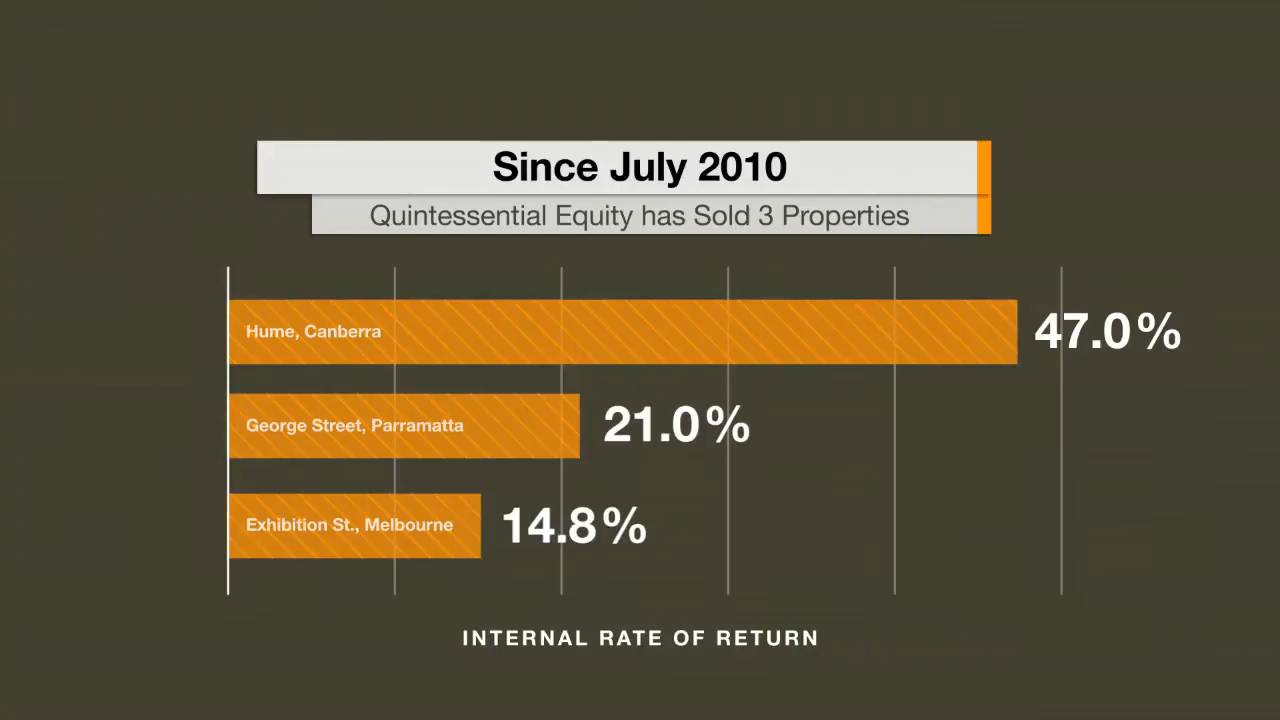 Since July 2010
Quintessential Equity has Sold 3 Properties
Hume, Canberra
47.0%
George Street, Parramatta
21.0%
Exhibition St., Melbourne
14.8%
INTERNAL RATE OF RETURN